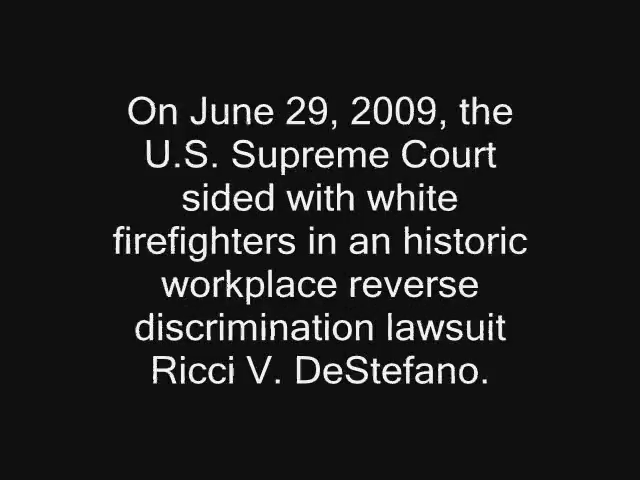 On June 29, 2009, the
U.S. Supreme Court
sided with white
firefighters in an historic
workplace reverse
discrimination lawsuit
Ricci V. DeStefano.